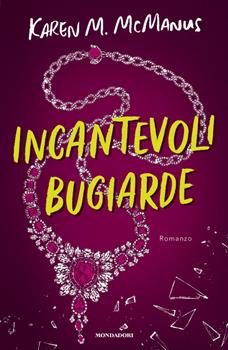 KAREN M. MCMANUS
INCANTEVOLI
BUGIARDE
Romanzo
MONDADORI